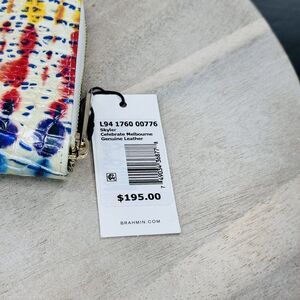 L94 1760 00776
Skyler
Celebrate Melbourne
Genuine Leather
$195.00
BRAHMIN.COM